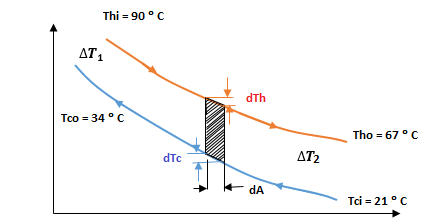 Thi = 90 ° C
ΔT₁
dTh
Tco = 34 ° C
Tho = 67 ° C
dTc
ΔT₂
dA
Tci = 21 ° C